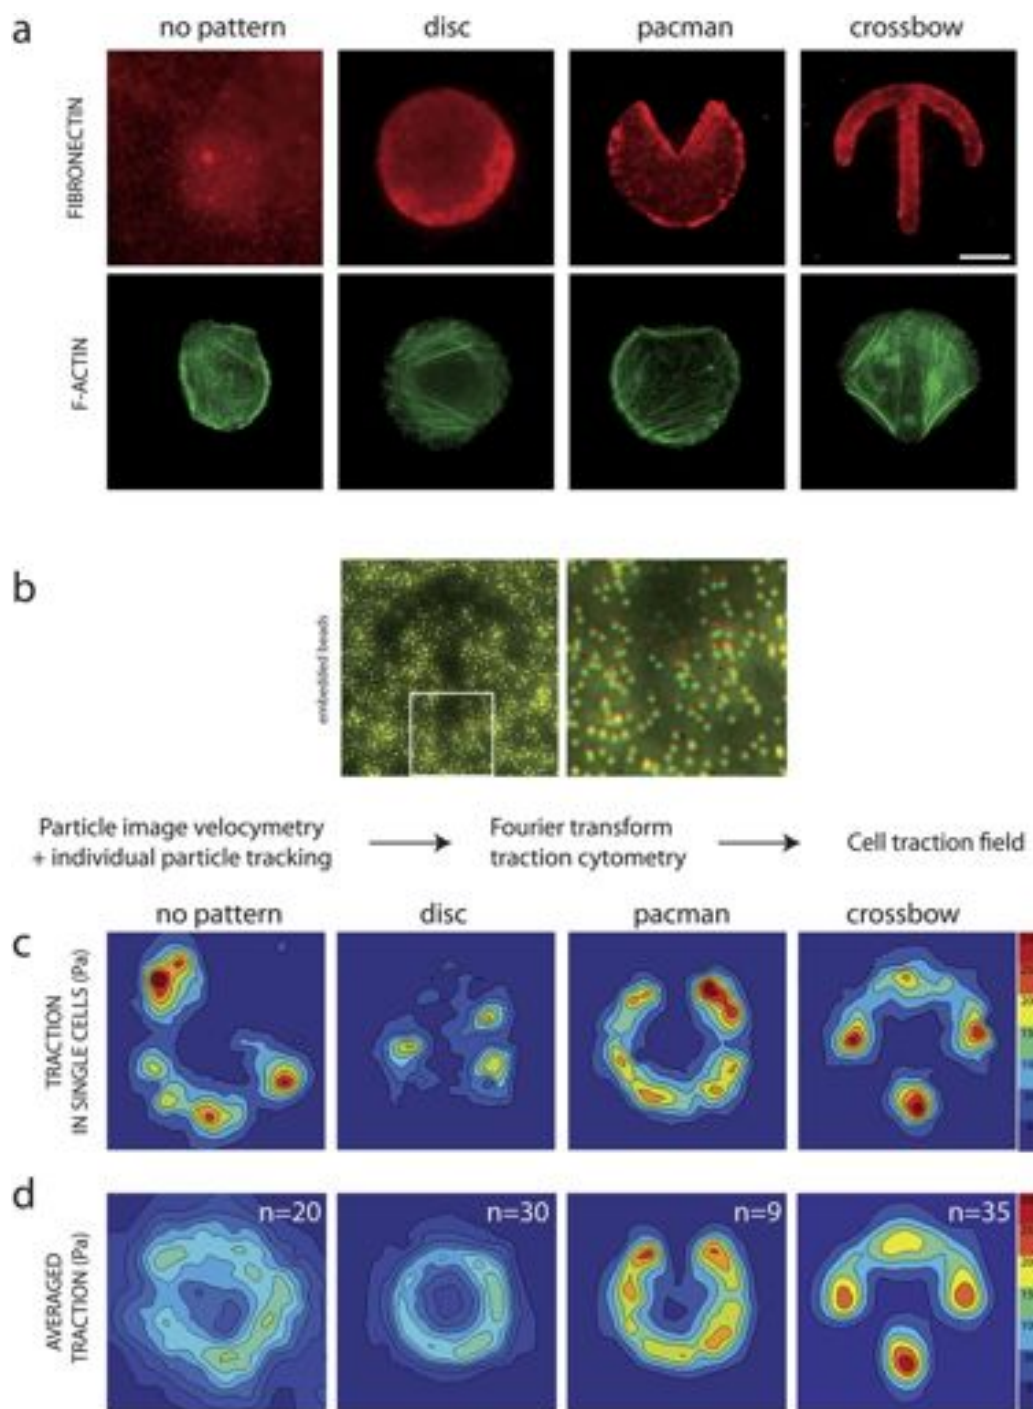 a
no pattern disc pacman crossbow
FIBRONECTIN
F-ACTIN
b
embedded beads
Particle image velocymetry
+ individual particle tracking
Fourier transform
traction cytometry
Cell traction field
no pattern disc pacman crossbow
c
TRACTION
IN SINGLE CELLS (Pa)
d
AVERAGED
TRACTION (Pa)
n=20 n=30 n=9 n=35